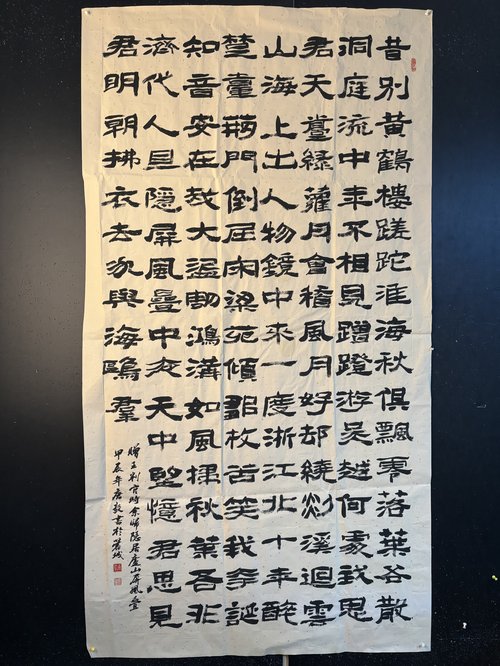 昔別黃鶴樓蹉跎淮海秋俱飄零落葉各散
洞庭流中年不相見蹭蹬游吳越何處我思
君天臺綠蘿月會稽風月好却繞剡溪迴雲
山海上出人物鏡中來一度浙江北十年醉
楚臺荊門倒屈宋梁苑傾鄒枚苦笑我夸誕
知音安在哉大盜割鴻溝如風掃秋葉吾非
濟代人且隱屏風疊中夜天中望憶君思見
君明朝拂衣去永與海鷗羣
贈王判官時余歸隱居廬山屏風疊
甲辰年書於城